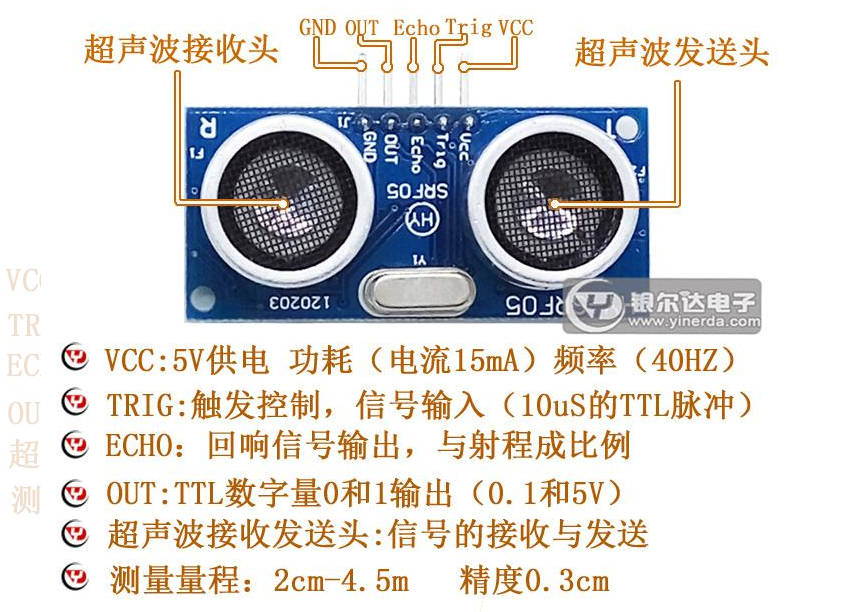 GND OUT Echo Trig VCC
超声波接收头
超声波发送头
R
T
J1
F1
GND
OUT
Echo
Trig
Vcc
SRF05
HY
Y1
120203
SRF05
银尔达电子
www.yinerda.com
VCC:5V供电 功耗（电流15mA）频率（40HZ）
TRIG:触发控制，信号输入（10uS的TTL脉冲）
ECHO：回响信号输出，与射程成比例
OUT:TTL数字量0和1输出（0.1和5V）
超声波接收发送头:信号的接收与发送
测量量程：2cm-4.5m 精度0.3cm
VC
TR
EC
OU
超
测